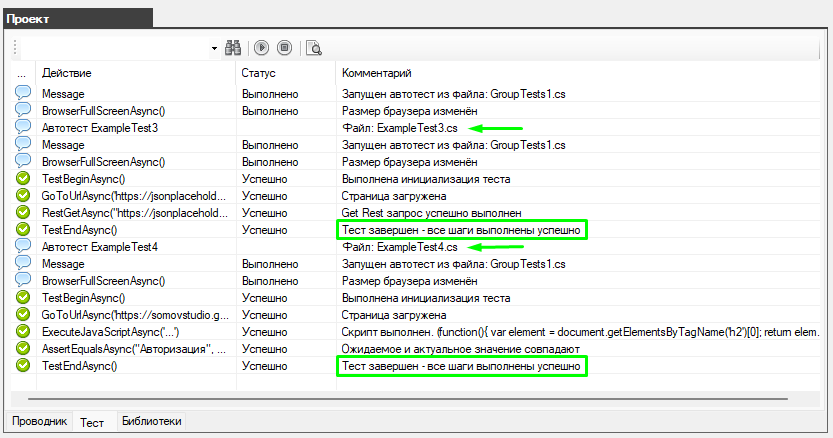 Проект
... Действие Статус Комментарий
Message Выполнено Запущен автотест из файла: GroupTests1.cs
BrowserFullScreenAsync() Выполнено Размер браузера изменён
Автотест ExampleTest3 Файл: ExampleTest3.cs
Message Выполнено Запущен автотест из файла: GroupTests1.cs
BrowserFullScreenAsync() Выполнено Размер браузера изменён
TestBeginAsync() Успешно Выполнена инициализация теста
GoToUrlAsync('https://jsonplacehold... Успешно Страница загружена
RestGetAsync("https://jsonplacehold... Успешно Get Rest запрос успешно выполнен
TestEndAsync() Успешно Тест завершен - все шаги выполнены успешно
Автотест ExampleTest4 Файл: ExampleTest4.cs
Message Выполнено Запущен автотест из файла: GroupTests1.cs
BrowserFullScreenAsync() Выполнено Размер браузера изменён
TestBeginAsync() Успешно Выполнена инициализация теста
GoToUrlAsync('https://somovstudio.g... Успешно Страница загружена
ExecuteJavaScriptAsync('...') Успешно Скрипт выполнен. (function(){ var element = document.getElementsByTagName('h2')[0]; return elem...
AssertEqualsAsync("Авторизация", ... Успешно Ожидаемое и актуальное значение совпадают
TestEndAsync() Успешно Тест завершен - все шаги выполнены успешно
Проводник Тест Библиотеки